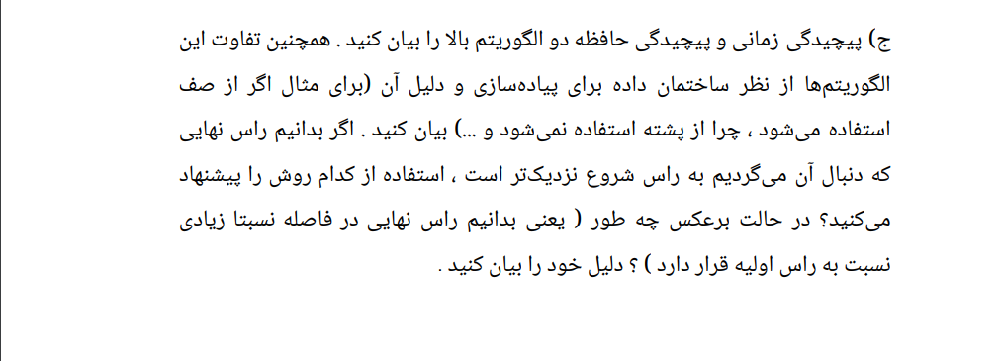 ج) پیچیدگی زمانی و پیچیدگی حافظه دو الگوریتم بالا را بیان کنید . همچنین تفاوت این
الگوریتم‌ها از نظر ساختمان داده برای پیاده‌سازی و دلیل آن (برای مثال اگر از صف
استفاده می‌شود ، چرا از پشته استفاده نمی‌شود و ...) بیان کنید . اگر بدانیم راس نهایی
که دنبال آن می‌گردیم به راس شروع نزدیک‌تر است ، استفاده از کدام روش را پیشنهاد
می‌کنید؟ در حالت برعکس چه طور ( یعنی بدانیم راس نهایی در فاصله نسبتا زیادی
نسبت به راس اولیه قرار دارد ) ؟ دلیل خود را بیان کنید .